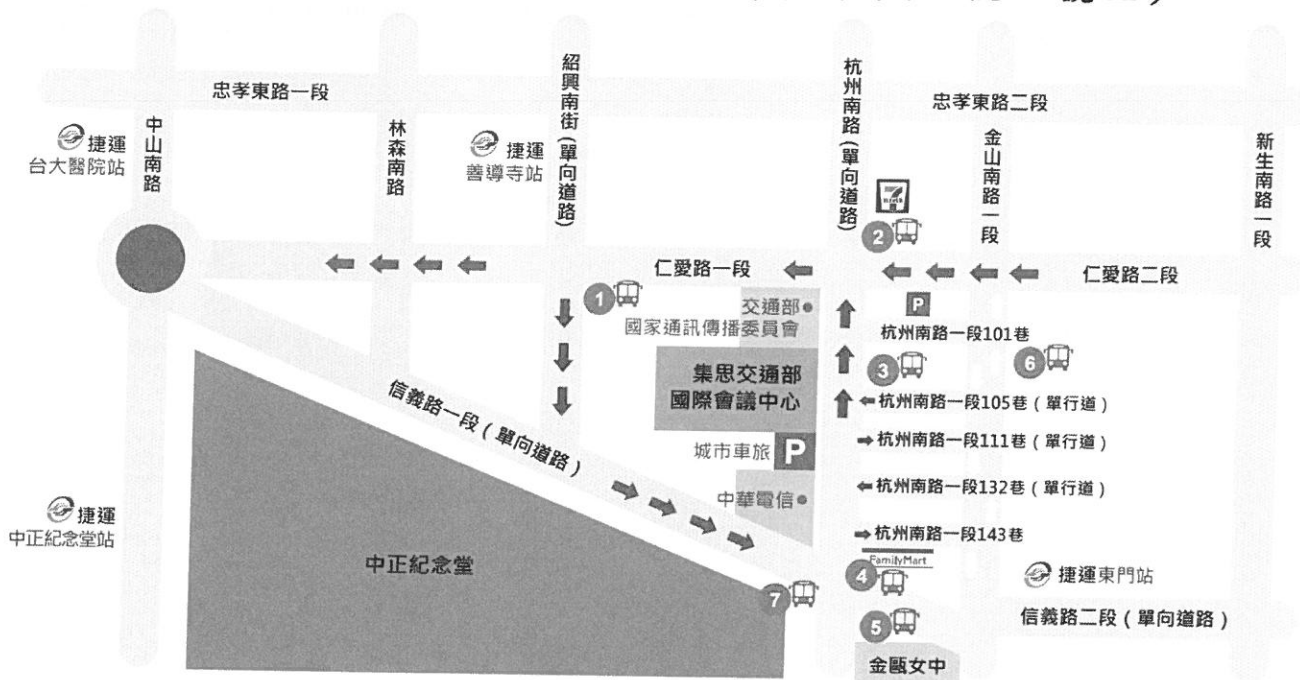 忠孝東路一段
忠孝東路二段
紹興南街(單向道路)
杭州南路(單向道路)
中山南路
林森南路
金山南路一段
新生南路一段
捷運
台大醫院站
捷運
善導寺站
7
ELEVEN
2
仁愛路一段
仁愛路二段
1
交通部
國家通訊傳播委員會
P
杭州南路一段101巷
3
6
集思交通部
國際會議中心
杭州南路一段105巷(單行道)
信義路一段(單向道路)
城市車旅 P
杭州南路一段111巷(單行道)
中華電信
杭州南路一段132巷(單行道)
捷運
中正紀念堂站
杭州南路一段143巷
FamilyMart
中正紀念堂
4
捷運東門站
7
5
信義路二段(單向道路)
金甌女中